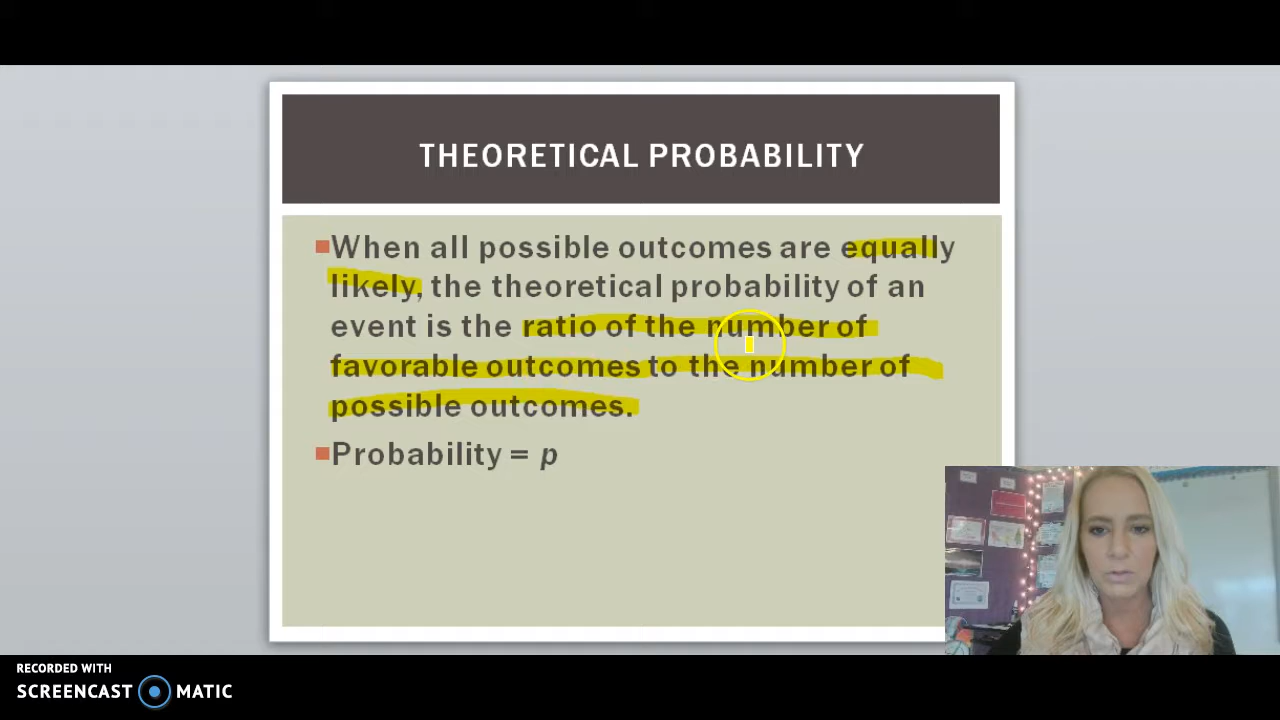 THEORETICAL PROBABILITY
When all possible outcomes are equally
likely, the theoretical probability of an
event is the ratio of the number of
favorable outcomes to the number of
possible outcomes.
Probability = p
RECORDED WITH
SCREENCAST MATIC